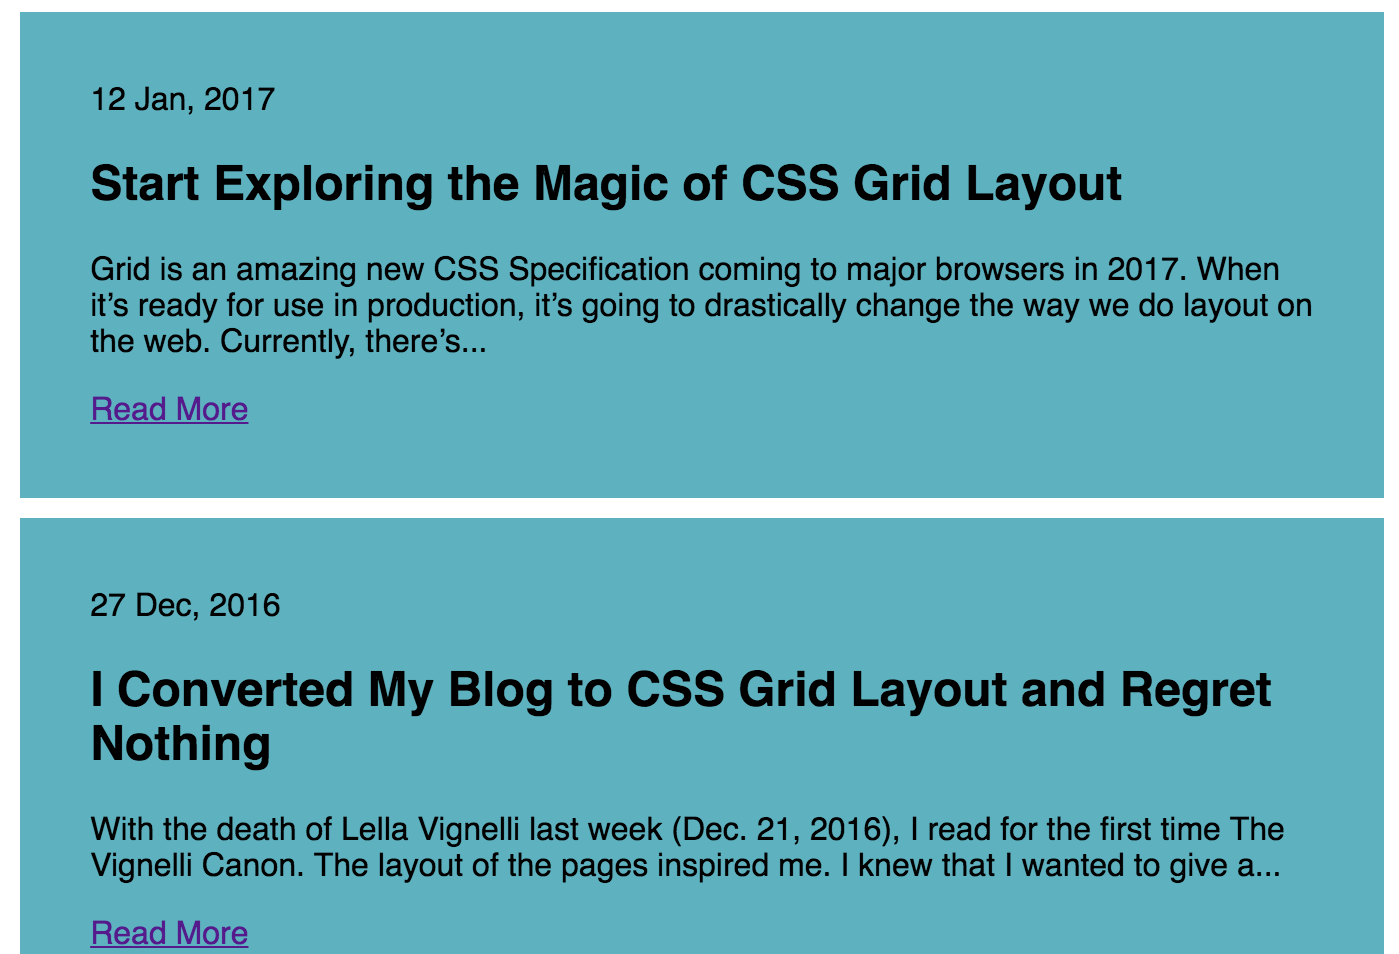 12 Jan, 2017
Start Exploring the Magic of CSS Grid Layout
Grid is an amazing new CSS Specification coming to major browsers in 2017. When
it’s ready for use in production, it’s going to drastically change the way we do layout on
the web. Currently, there’s...
Read More
27 Dec, 2016
I Converted My Blog to CSS Grid Layout and Regret
Nothing
With the death of Lella Vignelli last week (Dec. 21, 2016), I read for the first time The
Vignelli Canon. The layout of the pages inspired me. I knew that I wanted to give a...
Read More